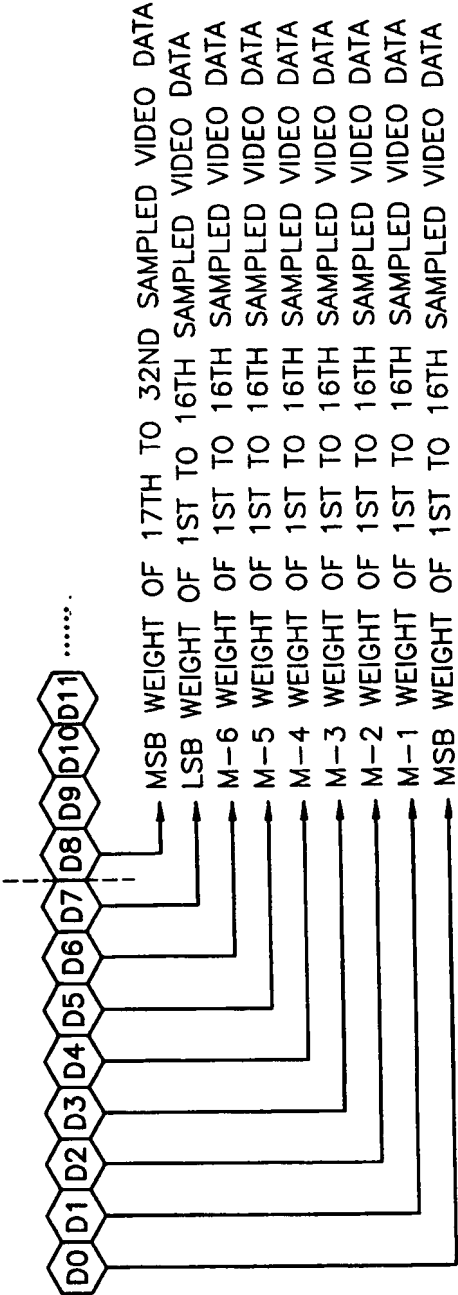 D0 D1 D2 D3 D4 D5 D6 D7 D8 D9 D10 D11 ......
MSB WEIGHT OF 17TH TO 32ND SAMPLED VIDEO DATA
LSB WEIGHT OF 1ST TO 16TH SAMPLED VIDEO DATA
M-6 WEIGHT OF 1ST TO 16TH SAMPLED VIDEO DATA
M-5 WEIGHT OF 1ST TO 16TH SAMPLED VIDEO DATA
M-4 WEIGHT OF 1ST TO 16TH SAMPLED VIDEO DATA
M-3 WEIGHT OF 1ST TO 16TH SAMPLED VIDEO DATA
M-2 WEIGHT OF 1ST TO 16TH SAMPLED VIDEO DATA
M-1 WEIGHT OF 1ST TO 16TH SAMPLED VIDEO DATA
MSB WEIGHT OF 1ST TO 16TH SAMPLED VIDEO DATA